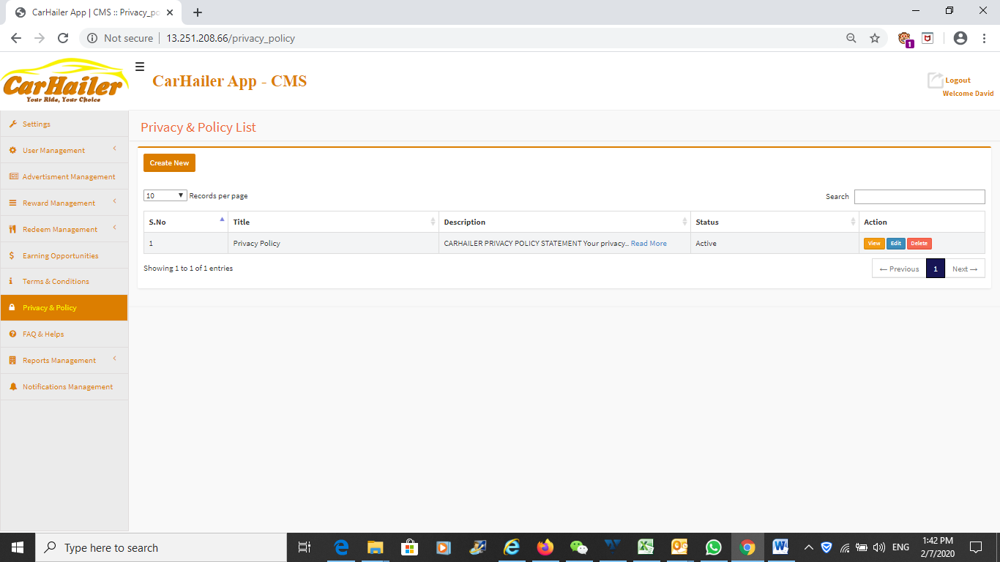 CarHailer App | CMS :: Privacy_po
Not secure
13.251.208.66/privacy_policy
1
CarHailer
Your Ride, Your Choice
CarHailer App - CMS
Logout
Welcome David
Settings
User Management
Advertisment Management
Reward Management
Redeem Management
Earning Opportunities
Terms & Conditions
Privacy & Policy
FAQ & Helps
Reports Management
Notifications Management
Privacy & Policy List
Create New
10 Records per page
Search
S.No Title Description Status Action
1 Privacy Policy CARHAILER PRIVACY POLICY STATEMENT Your privacy.. Read More Active View Edit Delete
Showing 1 to 1 of 1 entries
← Previous 1 Next →
Type here to search
ENG
1:42 PM
2/7/2020